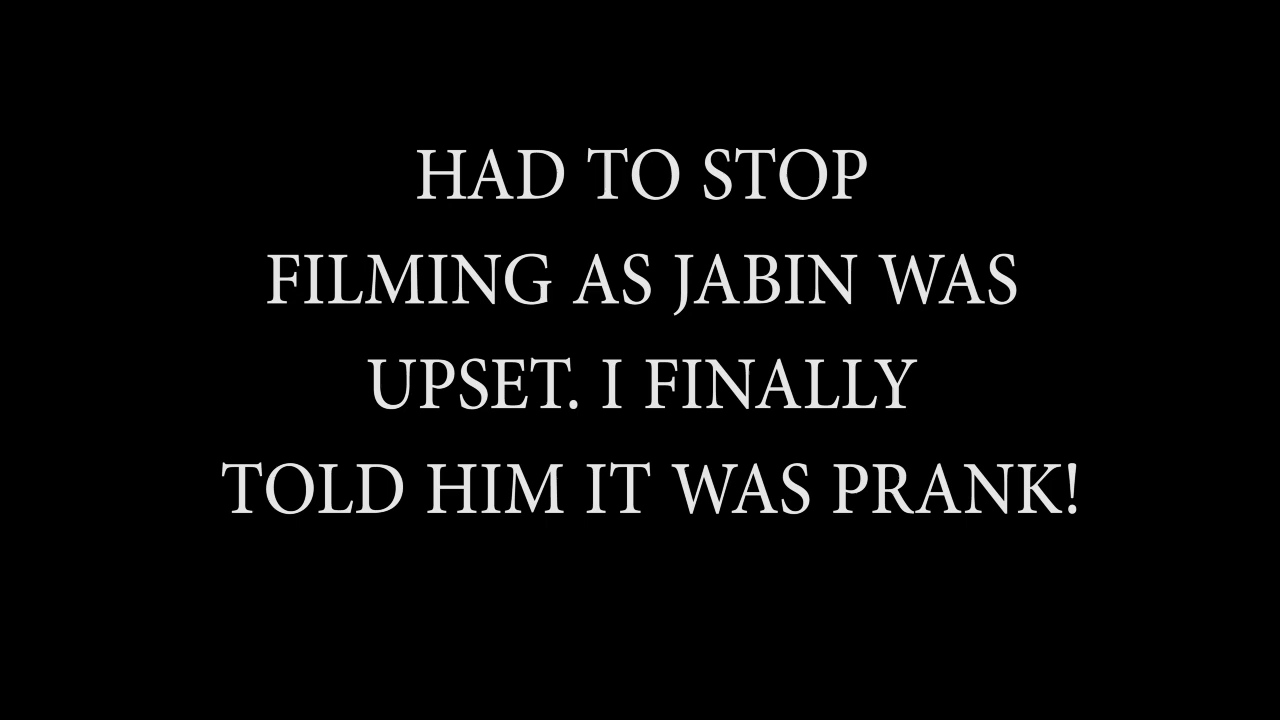 HAD TO STOP
FILMING AS JABIN WAS
UPSET. I FINALLY
TOLD HIM IT WAS PRANK!